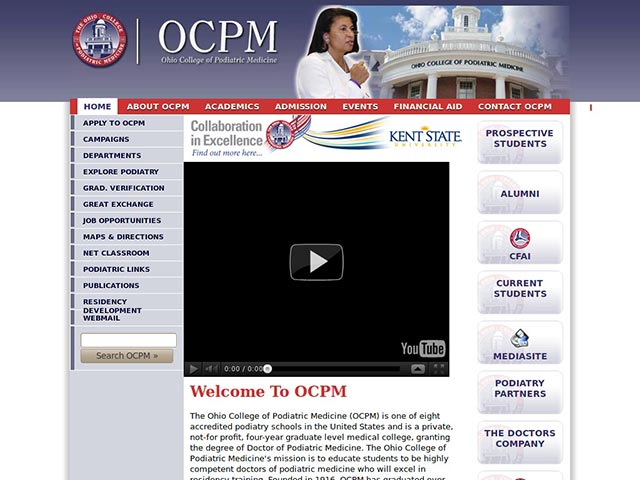 THE OHIO COLLEGE
PODIATRIC MEDICINE
OCPM
Ohio College of Podiatric Medicine
OHIO COLLEGE OF PODIATRIC MEDICINE
HOME
ABOUT OCPM
ACADEMICS
ADMISSION
EVENTS
FINANCIAL AID
CONTACT OCPM
APPLY TO OCPM
CAMPAIGNS
DEPARTMENTS
EXPLORE PODIATRY
GRAD. VERIFICATION
GREAT EXCHANGE
JOB OPPORTUNITIES
MAPS & DIRECTIONS
NET CLASSROOM
PODIATRIC LINKS
PUBLICATIONS
RESIDENCY
DEVELOPMENT
WEBMAIL
Search OCPM »
Collaboration
in Excellence
Find out more here...
KENT STATE
UNIVERSITY
YouTube
0:00 / 0:00
Welcome To OCPM
The Ohio College of Podiatric Medicine (OCPM) is one of eight
accredited podiatry schools in the United States and is a private,
not-for profit, four-year graduate level medical college, granting
the degree of Doctor of Podiatric Medicine. The Ohio College of
Podiatric Medicine's mission is to educate students to be highly
competent doctors of podiatric medicine who will excel in
residency training. Founded in 1916, OCPM has graduated over
PROSPECTIVE
STUDENTS
ALUMNI
CFAI
CURRENT
STUDENTS
MEDIASITE
PODIATRY
PARTNERS
THE DOCTORS
COMPANY